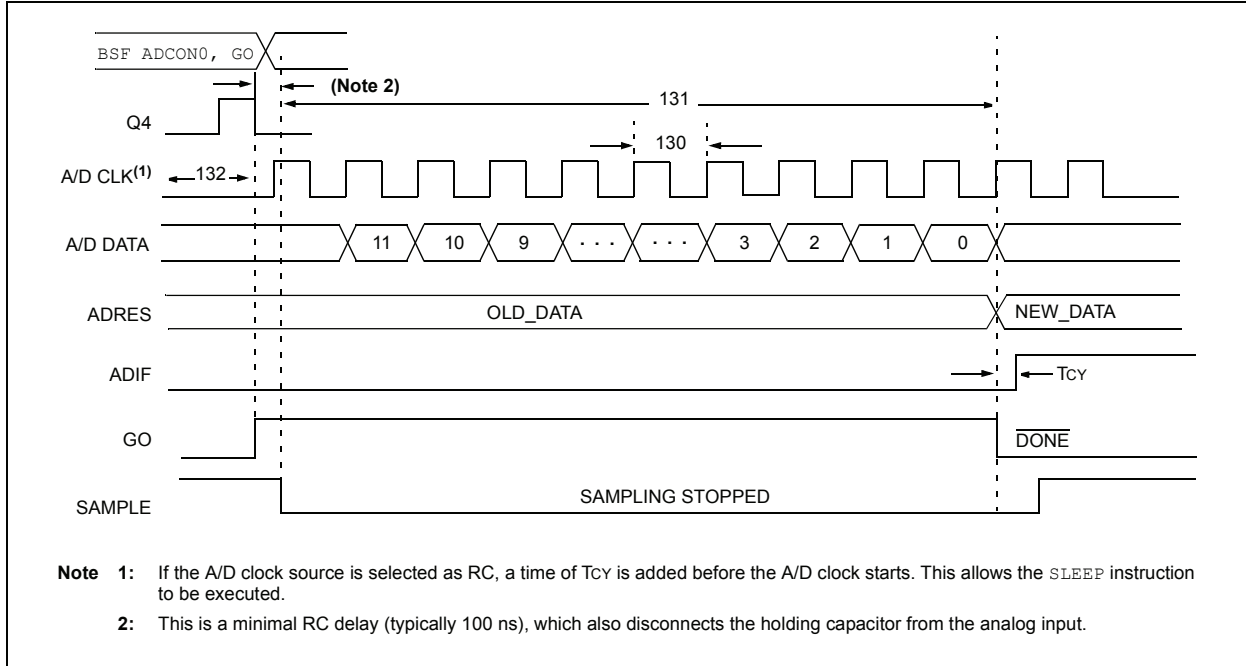 BSF ADCON0, GO
(Note 2)
131
Q4
130
A/D CLK(1)
132
A/D DATA
11 10 9 · · · · · · 3 2 1 0
ADRES
OLD_DATA
NEW_DATA
ADIF
TCY
GO
DONE
SAMPLE
SAMPLING STOPPED
Note 1: If the A/D clock source is selected as RC, a time of TCY is added before the A/D clock starts. This allows the SLEEP instruction
to be executed.
2: This is a minimal RC delay (typically 100 ns), which also disconnects the holding capacitor from the analog input.